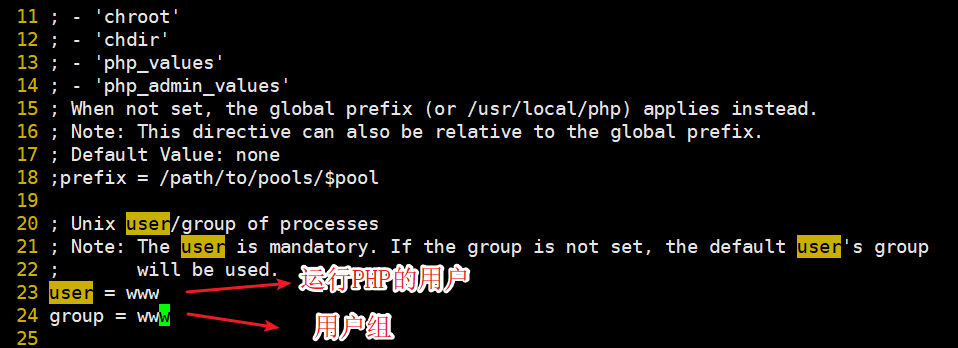 11 ; - 'chroot'
12 ; - 'chdir'
13 ; - 'php_values'
14 ; - 'php_admin_values'
15 ; When not set, the global prefix (or /usr/local/php) applies instead.
16 ; Note: This directive can also be relative to the global prefix.
17 ; Default Value: none
18 ;prefix = /path/to/pools/$pool
19
20 ; Unix user/group of processes
21 ; Note: The user is mandatory. If the group is not set, the default user's group
22 ;       will be used.
23 user = www 运行PHP的用户
24 group = www 用户组
25